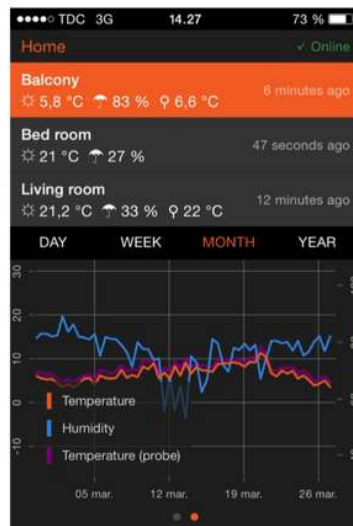 TDC 3G 14.27 73 %
Home ✓ Online
Balcony
5,8 °C 83 % 6,6 °C
6 minutes ago
Bed room
21 °C 27 %
47 seconds ago
Living room
21,2 °C 33 % 22 °C
12 minutes ago
DAY WEEK MONTH YEAR
30
20
10
0
-10
Temperature
Humidity
Temperature (probe)
05 mar. 12 mar. 19 mar. 26 mar.